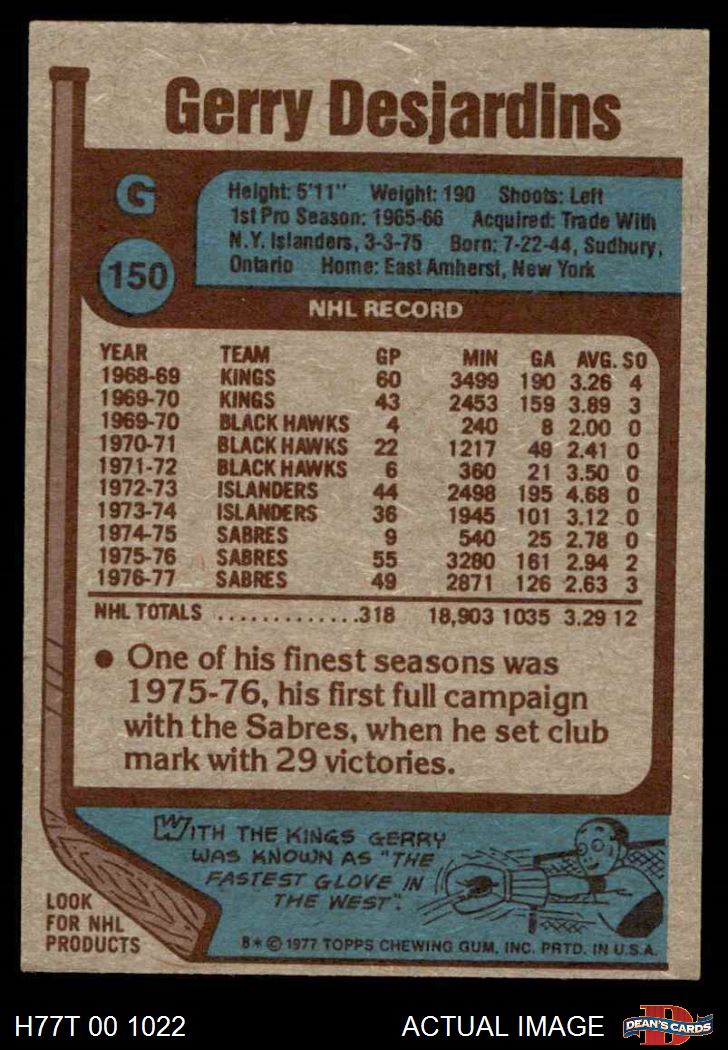 Gerry Desjardins
G
150
Height: 5'11" Weight: 190 Shoots: Left
1st Pro Season: 1965-66 Acquired: Trade With
N.Y. Islanders, 3-3-75 Born: 7-22-44, Sudbury,
Ontario Home: East Amherst, New York
NHL RECORD
YEAR TEAM GP MIN GA AVG. SO
1968-69 KINGS 60 3499 190 3.26 4
1969-70 KINGS 43 2453 159 3.89 3
1969-70 BLACK HAWKS 4 240 8 2.00 0
1970-71 BLACK HAWKS 22 1217 49 2.41 0
1971-72 BLACK HAWKS 6 360 21 3.50 0
1972-73 ISLANDERS 44 2498 195 4.68 0
1973-74 ISLANDERS 36 1945 101 3.12 0
1974-75 SABRES 9 540 25 2.78 0
1975-76 SABRES 55 3280 161 2.94 2
1976-77 SABRES 49 2871 126 2.63 3
NHL TOTALS .............318 18,903 1035 3.29 12
● One of his finest seasons was
1975-76, his first full campaign
with the Sabres, when he set club
mark with 29 victories.
WITH THE KINGS GERRY
WAS KNOWN AS "THE
FASTEST GLOVE IN
THE WEST".
LOOK
FOR NHL
PRODUCTS
B* © 1977 TOPPS CHEWING GUM, INC. PRTD. IN U.S.A.
H77T 00 1022
ACTUAL IMAGE
DEAN'S CARDS